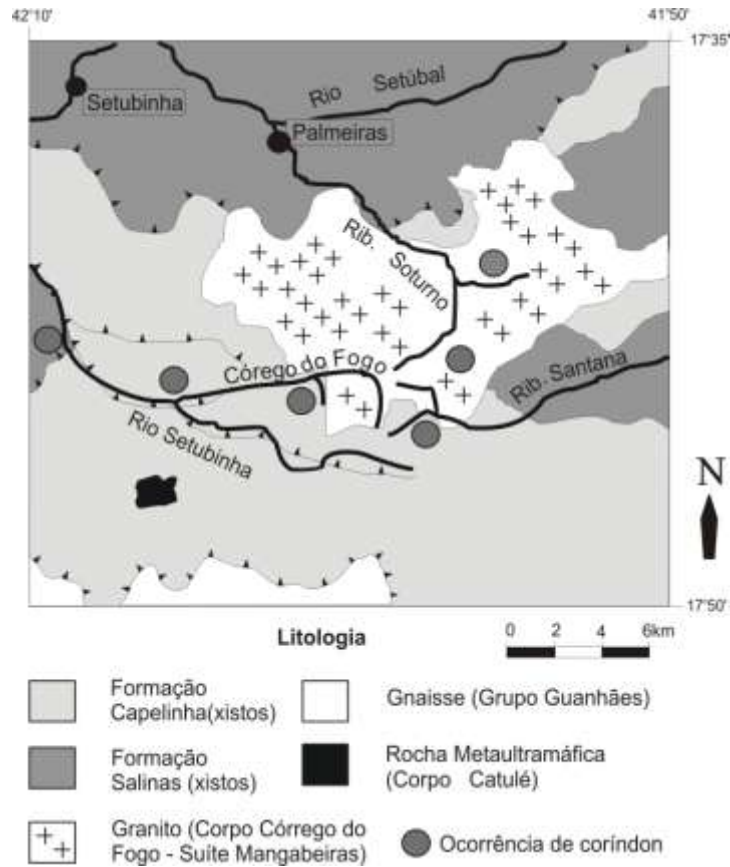 42°10'
41°50'
17°35'
Setubinha
Rio Setúbal
Palmeiras
Rib. Soturno
Córego do Fogo
Rib. Santana
Rio Setubinha
N
17°50'
Litologia
0 2 4 6km
Formação
Capelinha(xistos)
Gnaisse (Grupo Guanhães)
Formação
Salinas (xistos)
Rocha Metaultramáfica
(Corpo Catulé)
Granito (Corpo Córrego do
Fogo - Suíte Mangabeiras)
Ocorrência de coríndon